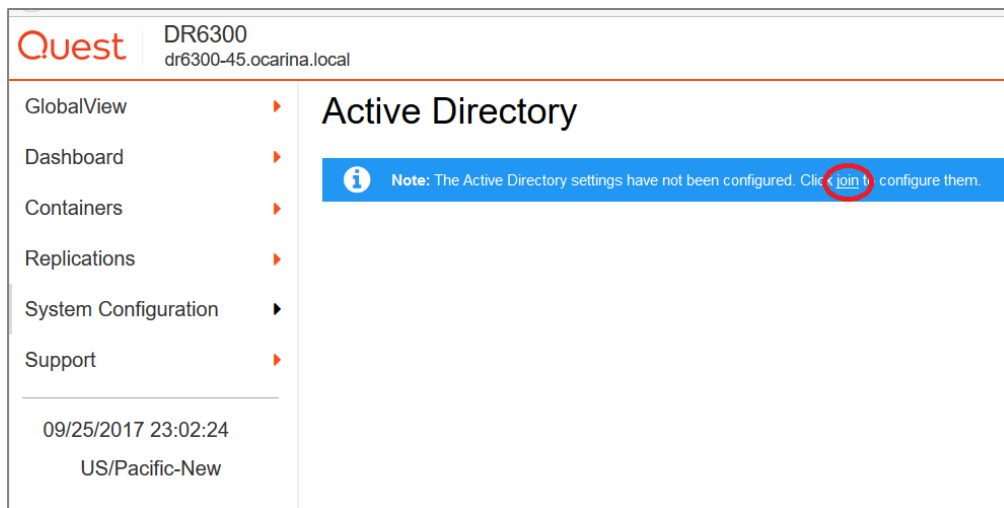 Quest
DR6300
dr6300-45.ocarina.local
GlobalView
Dashboard
Containers
Replications
System Configuration
Support
09/25/2017 23:02:24
US/Pacific-New
Active Directory
Note: The Active Directory settings have not been configured. Click join to configure them.